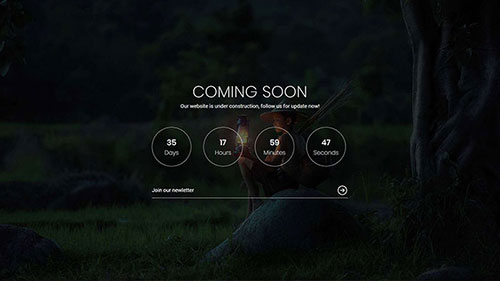 COMING SOON
Our website is under construction, follow us for update now!
35 17 59 47
Days Hours Minutes Seconds
Join our newletter